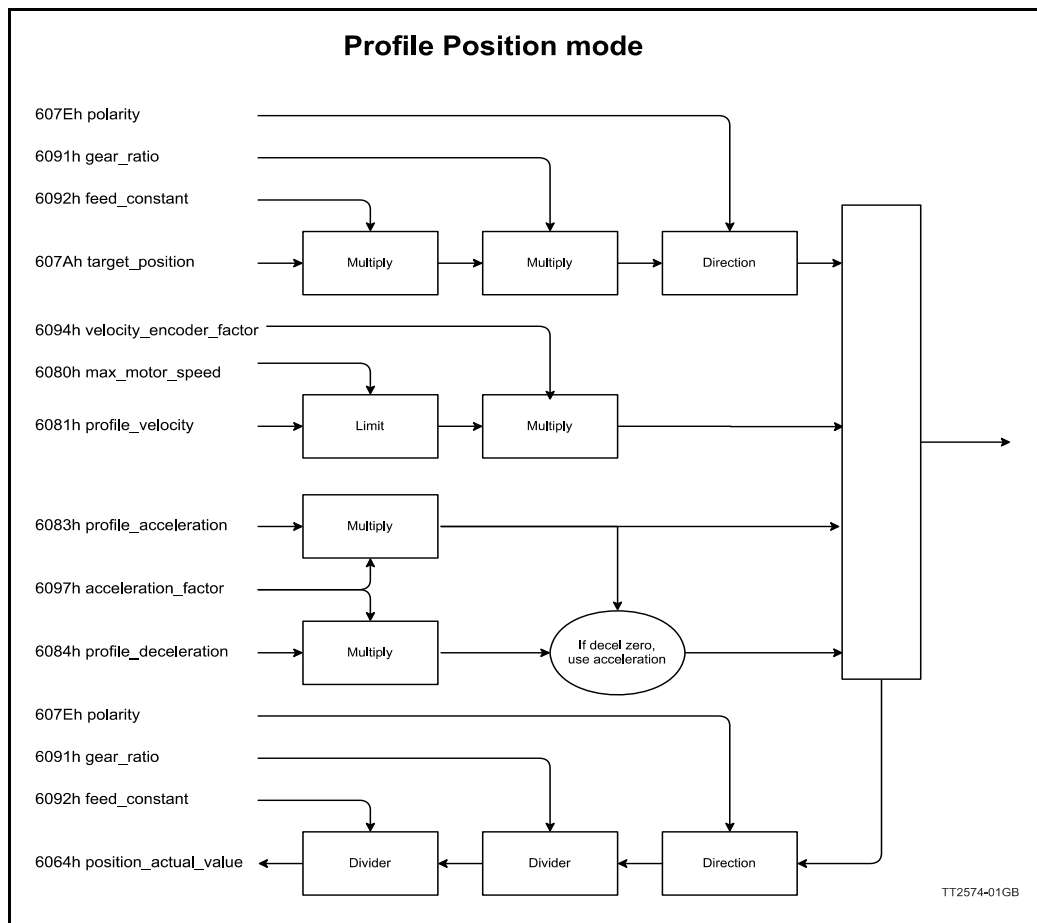 Profile Position mode
607Eh polarity
6091h gear_ratio
6092h feed_constant
607Ah target_position
Multiply
Multiply
Direction
6094h velocity_encoder_factor
6080h max_motor_speed
6081h profile_velocity
Limit
Multiply
6083h profile_acceleration
Multiply
6097h acceleration_factor
6084h profile_deceleration
Multiply
If decel zero,
use acceleration
607Eh polarity
6091h gear_ratio
6092h feed_constant
6064h position_actual_value
Divider
Divider
Direction
TT2574-01GB